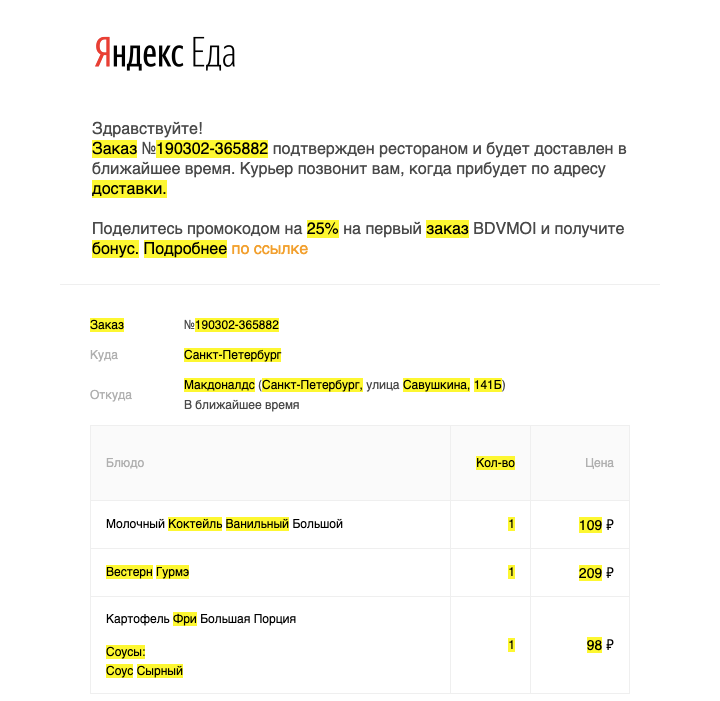 Яндекс Еда
Здравствуйте!
Заказ №190302-365882 подтвержден рестораном и будет доставлен в
ближайшее время. Курьер позвонит вам, когда прибудет по адресу
доставки.
Поделитесь промокодом на 25% на первый заказ BDVMOI и получите
бонус. Подробнее по ссылке
Заказ №190302-365882
Куда Санкт-Петербург
Откуда Макдоналдс (Санкт-Петербург, улица Савушкина, 141Б)
В ближайшее время
Блюдо Кол-во Цена
Молочный Коктейль Ванильный Большой 1 109 ₽
Вестерн Гурмэ 1 209 ₽
Картофель Фри Большая Порция
Соусы: 1 98 ₽
Соус Сырный